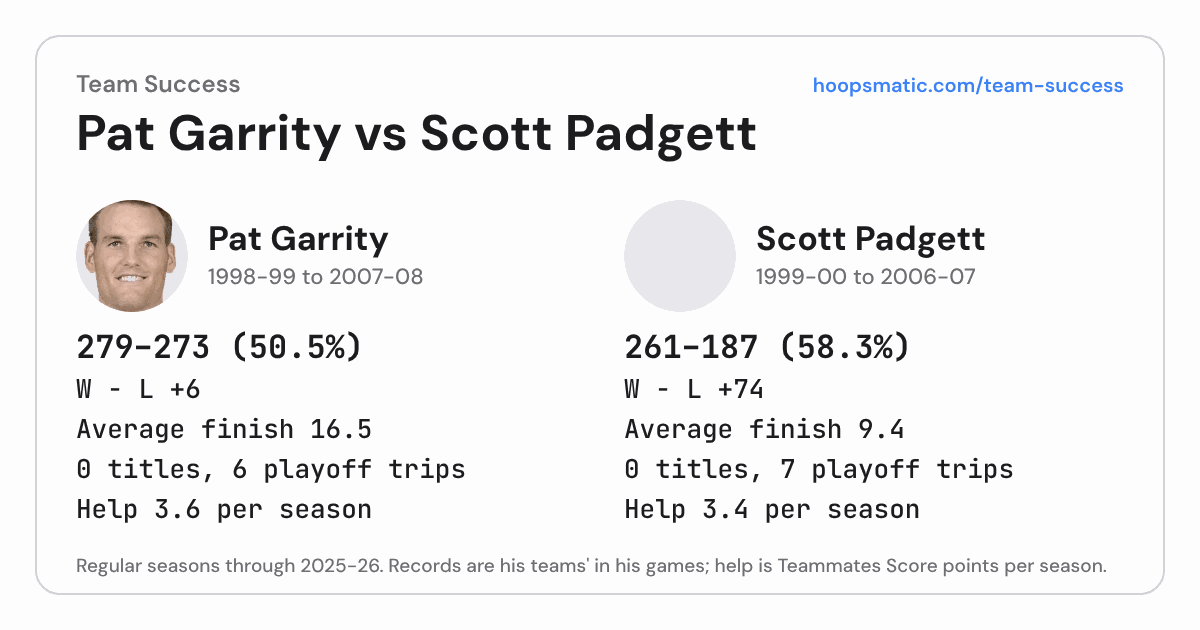 Team Success
hoopsmatic.com/team-success
Pat Garrity vs Scott Padgett
Pat Garrity
1998-99 to 2007-08
279-273 (50.5%)
W - L +6
Average finish 16.5
0 titles, 6 playoff trips
Help 3.6 per season
Scott Padgett
1999-00 to 2006-07
261-187 (58.3%)
W - L +74
Average finish 9.4
0 titles, 7 playoff trips
Help 3.4 per season
Regular seasons through 2025-26. Records are his teams' in his games; help is Teammates Score points per season.